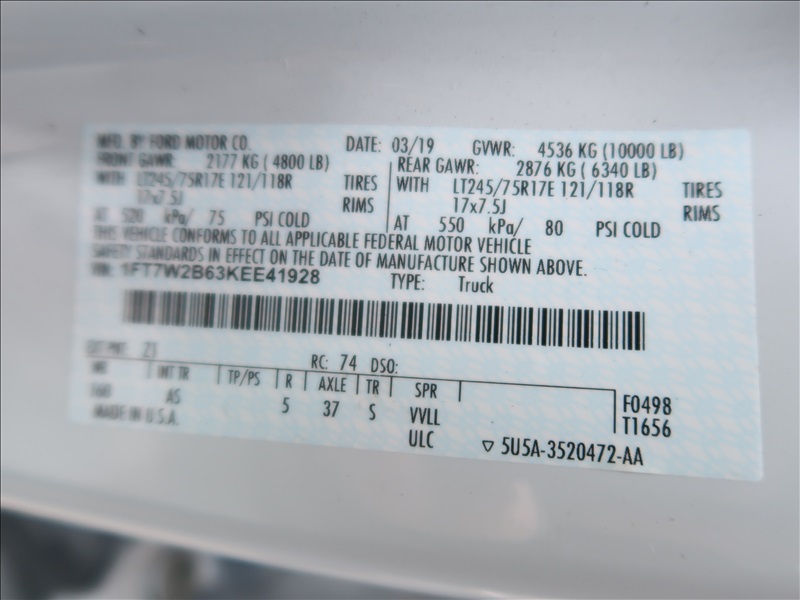 MFD. BY FORD MOTOR CO. DATE: 03/19 GVWR: 4536 KG (10000 LB)
FRONT GAWR: 2177 KG ( 4800 LB) REAR GAWR: 2876 KG ( 6340 LB)
WITH LT245/75R17E 121/118R TIRES WITH LT245/75R17E 121/118R TIRES
17x7.5J RIMS 17x7.5J RIMS
AT 520 kPa/ 75 PSI COLD AT 550 kPa/ 80 PSI COLD
THIS VEHICLE CONFORMS TO ALL APPLICABLE FEDERAL MOTOR VEHICLE
SAFETY STANDARDS IN EFFECT ON THE DATE OF MANUFACTURE SHOWN ABOVE.
VIN: 1FT7W2B63KEE41928 TYPE: Truck
EXT PNT: Z1 RC: 74 DSO:
WB INT TR TP/PS R AXLE TR SPR
160 AS 5 37 S VVLL F0498
MADE IN U.S.A. ULC T1656
5U5A-3520472-AA